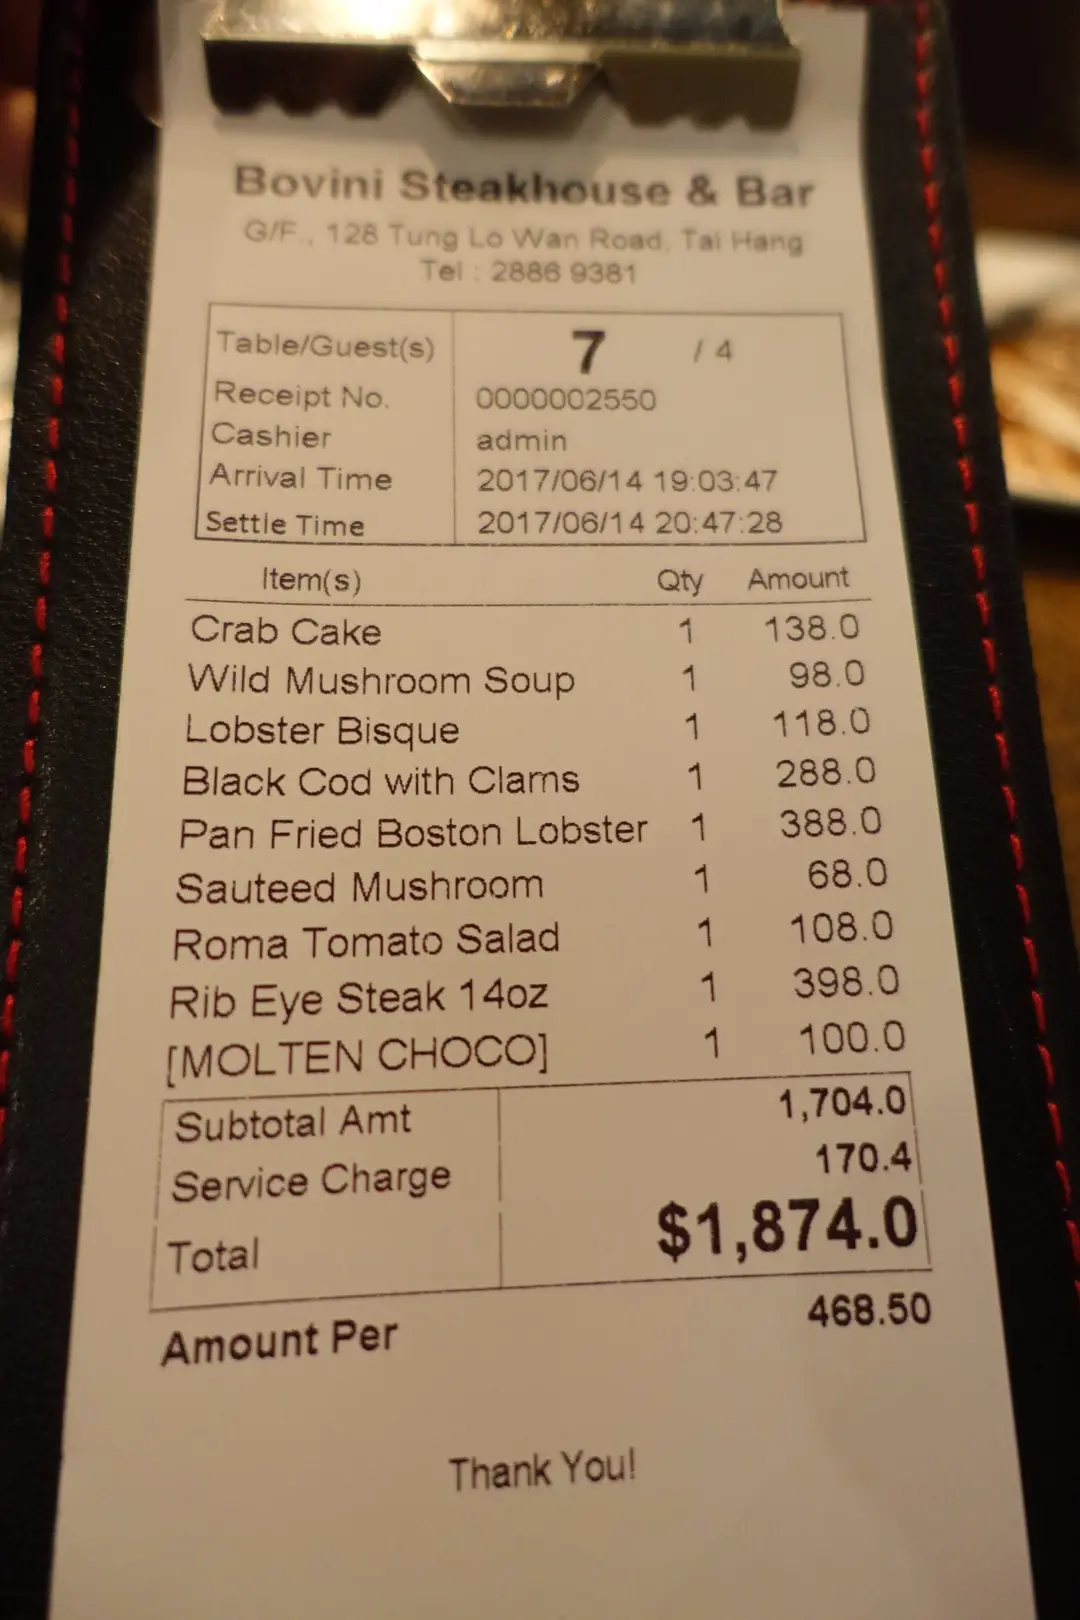 Bovini Steakhouse & Bar
G/F., 128 Tung Lo Wan Road, Tai Hang
Tel : 2886 9381
Table/Guest(s) 7 / 4
Receipt No. 0000002550
Cashier admin
Arrival Time 2017/06/14 19:03:47
Settle Time 2017/06/14 20:47:28
Item(s) Qty Amount
Crab Cake 1 138.0
Wild Mushroom Soup 1 98.0
Lobster Bisque 1 118.0
Black Cod with Clams 1 288.0
Pan Fried Boston Lobster 1 388.0
Sauteed Mushroom 1 68.0
Roma Tomato Salad 1 108.0
Rib Eye Steak 14oz 1 398.0
[MOLTEN CHOCO] 1 100.0
Subtotal Amt 1,704.0
Service Charge 170.4
Total $1,874.0
Amount Per 468.50
Thank You!